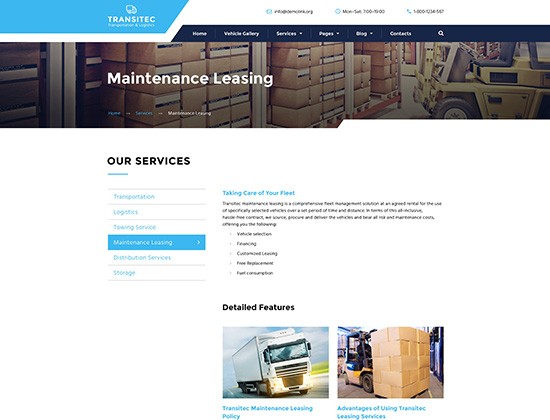 TRANSITEC
Transportation & Logistics
info@demolink.org
Mon–Sat: 7:00–19:00
1-800-1234-567
Home
Vehicle Gallery
Services
Pages
Blog
Contacts
Maintenance Leasing
Home — Services — Maintenance Leasing
OUR SERVICES
Transportation
Logistics
Towing Service
Maintenance Leasing
Distribution Services
Storage
Taking Care of Your Fleet
Transitec maintenance leasing is a comprehensive fleet management solution at an agreed rental for the use
of specifically selected vehicles over a set period of time and distance. In terms of this all-inclusive,
hassle-free contract, we source, procure and deliver the vehicles and bear all risk and maintenance costs,
offering you the following:
Vehicle selection
Financing
Customized Leasing
Free Replacement
Fuel consumption
Detailed Features
Transitec Maintenance Leasing
Policy
Advantages of Using Transitec
Leasing Services